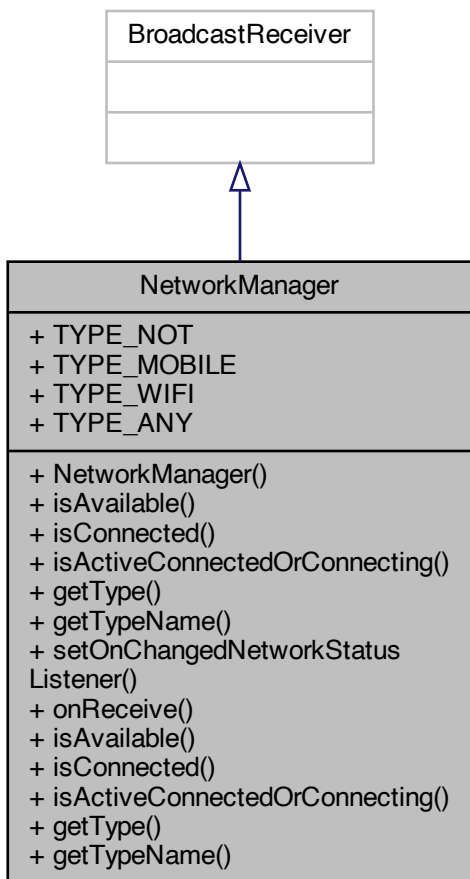 BroadcastReceiver
NetworkManager
+ TYPE_NOT
+ TYPE_MOBILE
+ TYPE_WIFI
+ TYPE_ANY
+ NetworkManager()
+ isAvailable()
+ isConnected()
+ isActiveConnectedOrConnecting()
+ getType()
+ getTypeName()
+ setOnChangedNetworkStatus
Listener()
+ onReceive()
+ isAvailable()
+ isConnected()
+ isActiveConnectedOrConnecting()
+ getType()
+ getTypeName()